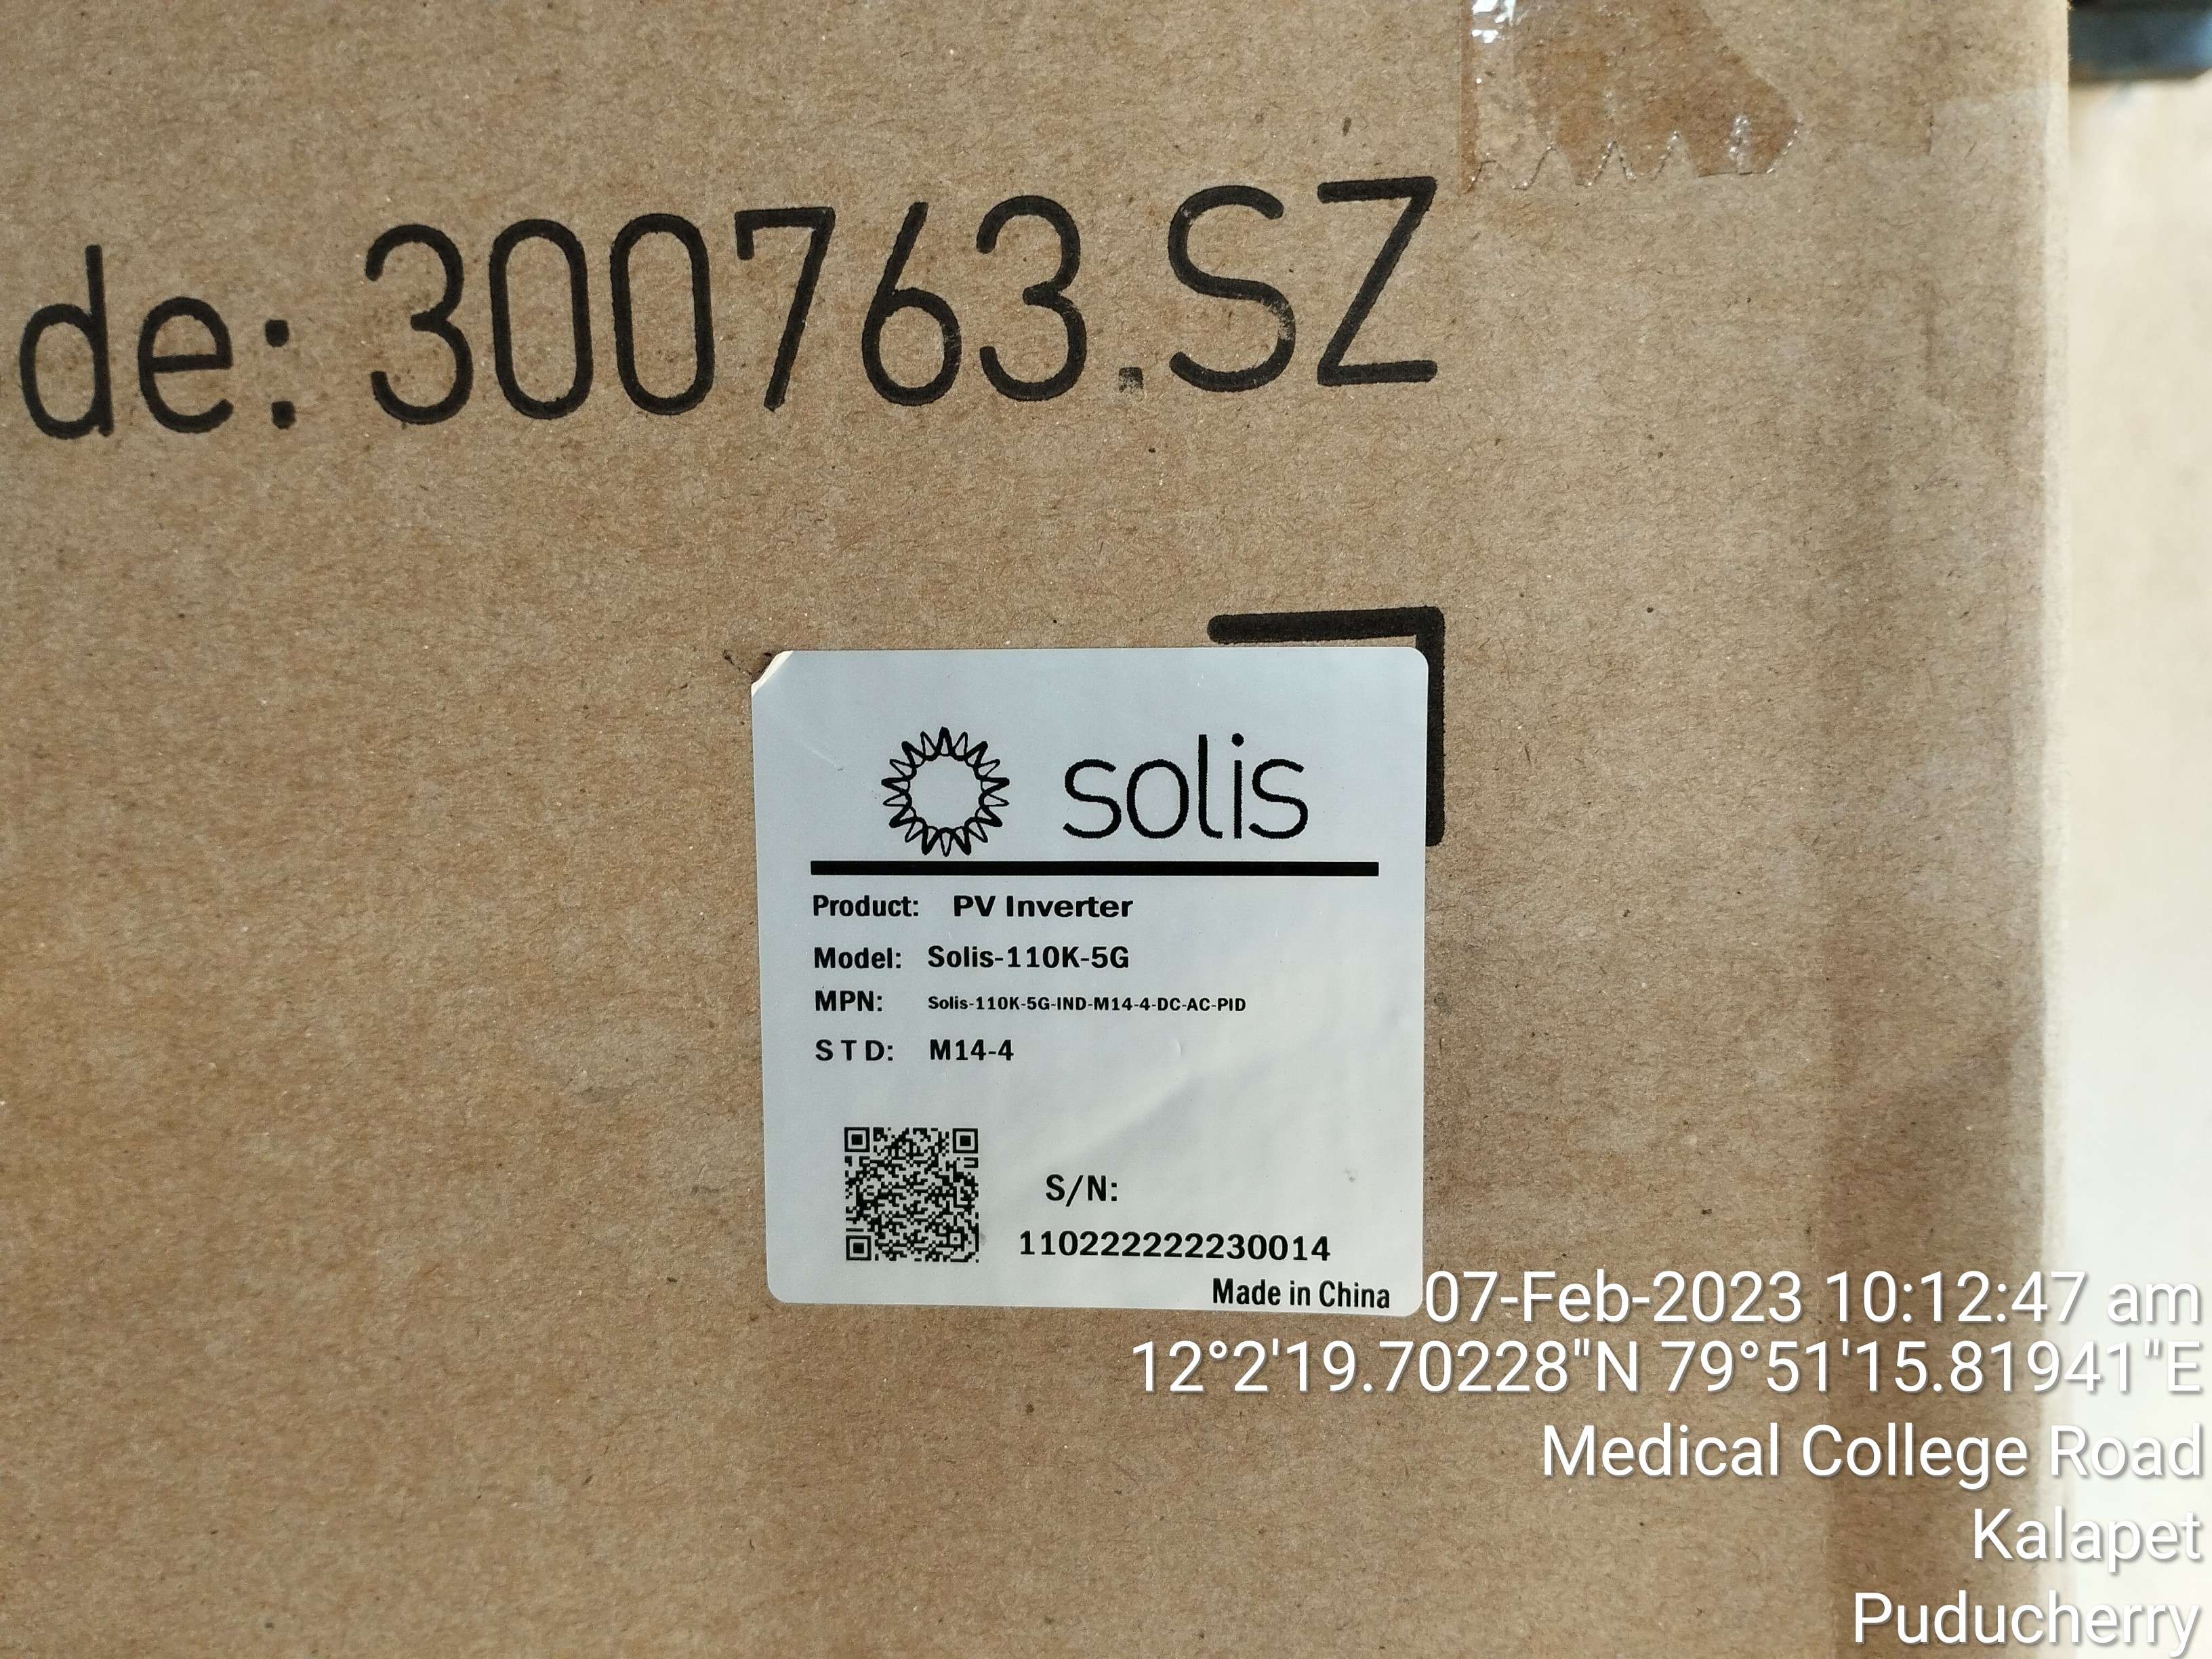 de: 300763.SZ
solis
Product: PV Inverter
Model: Solis-110K-5G
MPN: Solis-110K-5G-IND-M14-4-DC-AC-PID
S T D: M14-4
S/N:
110222222230014
Made in China
07-Feb-2023 10:12:47 am
12°2'19.70228"N 79°51'15.81941"E
Medical College Road
Kalapet
Puducherry